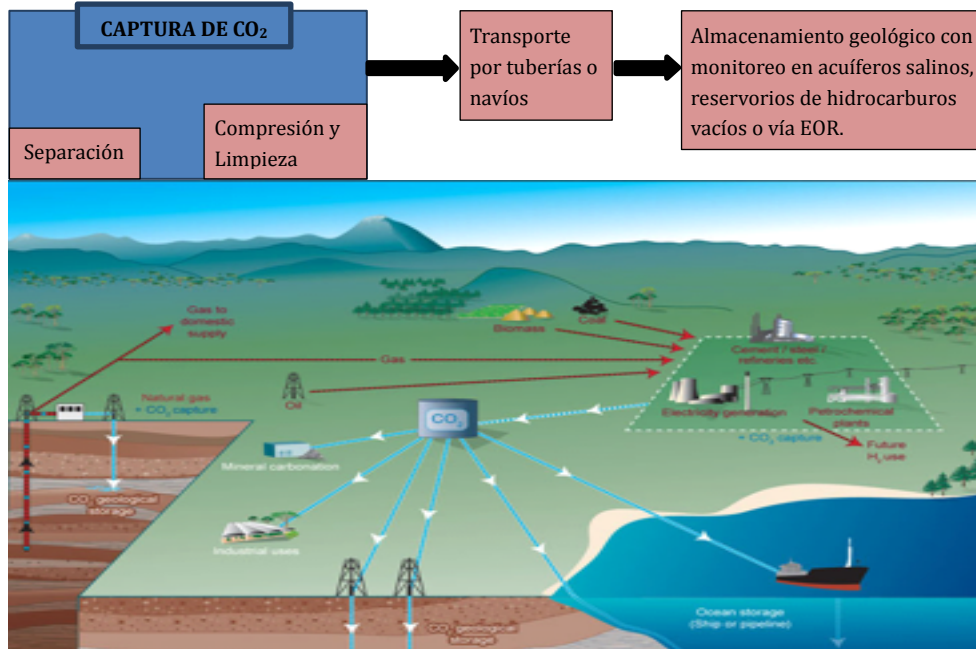 CAPTURA DE CO₂
Separación
Compresión y
Limpieza
Transporte
por tuberías o
navíos
Almacenamiento geológico con
monitoreo en acuíferos salinos,
reservorios de hidrocarburos
vacíos o vía EOR.
Gas to
domestic
supply
Biomass
Coal
Cement / steel /
refineries etc.
Gas
Natural gas
+ CO₂ capture
Oil
CO₂
Electricity generation
Petrochemical
plants
+ CO₂ capture
Future
H₂ use
Mineral carbonation
CO₂ geological
storage
Industrial uses
Ocean storage
(Ship or pipeline)
CO₂ geological
storage